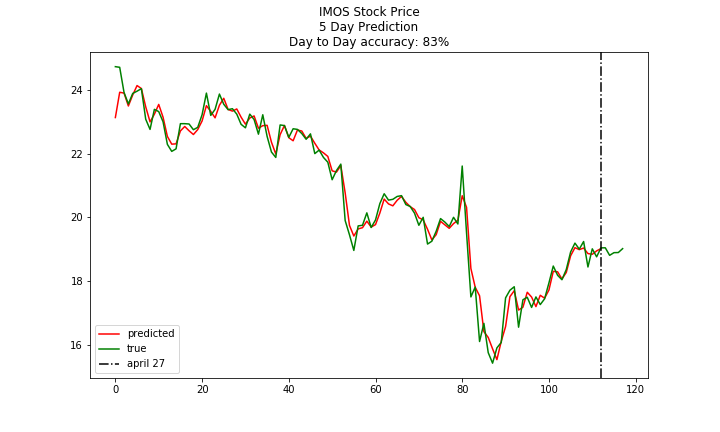 IMOS Stock Price
5 Day Prediction
Day to Day accuracy: 83%
24
22
20
18
16
predicted
true
april 27
0
20
40
60
80
100
120